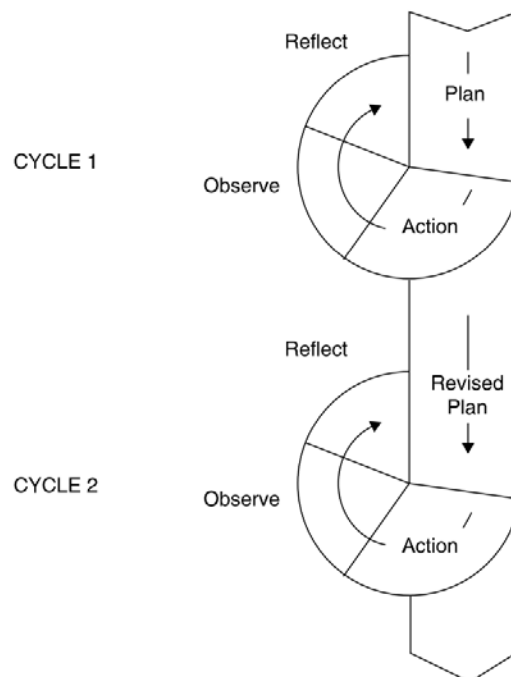 Reflect
Plan
CYCLE 1
Observe
Action
Reflect
Revised
Plan
CYCLE 2
Observe
Action